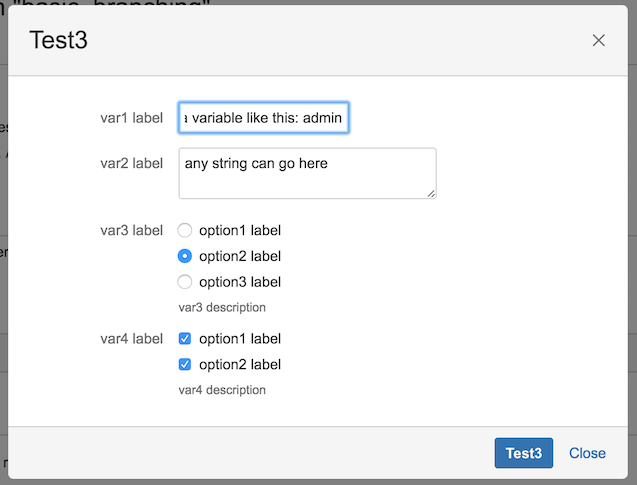 "basic_branching"
Test3
var1 label
a variable like this: admin
var2 label
any string can go here
var3 label
option1 label
option2 label
option3 label
var3 description
var4 label
option1 label
option2 label
var4 description
Test3
Close